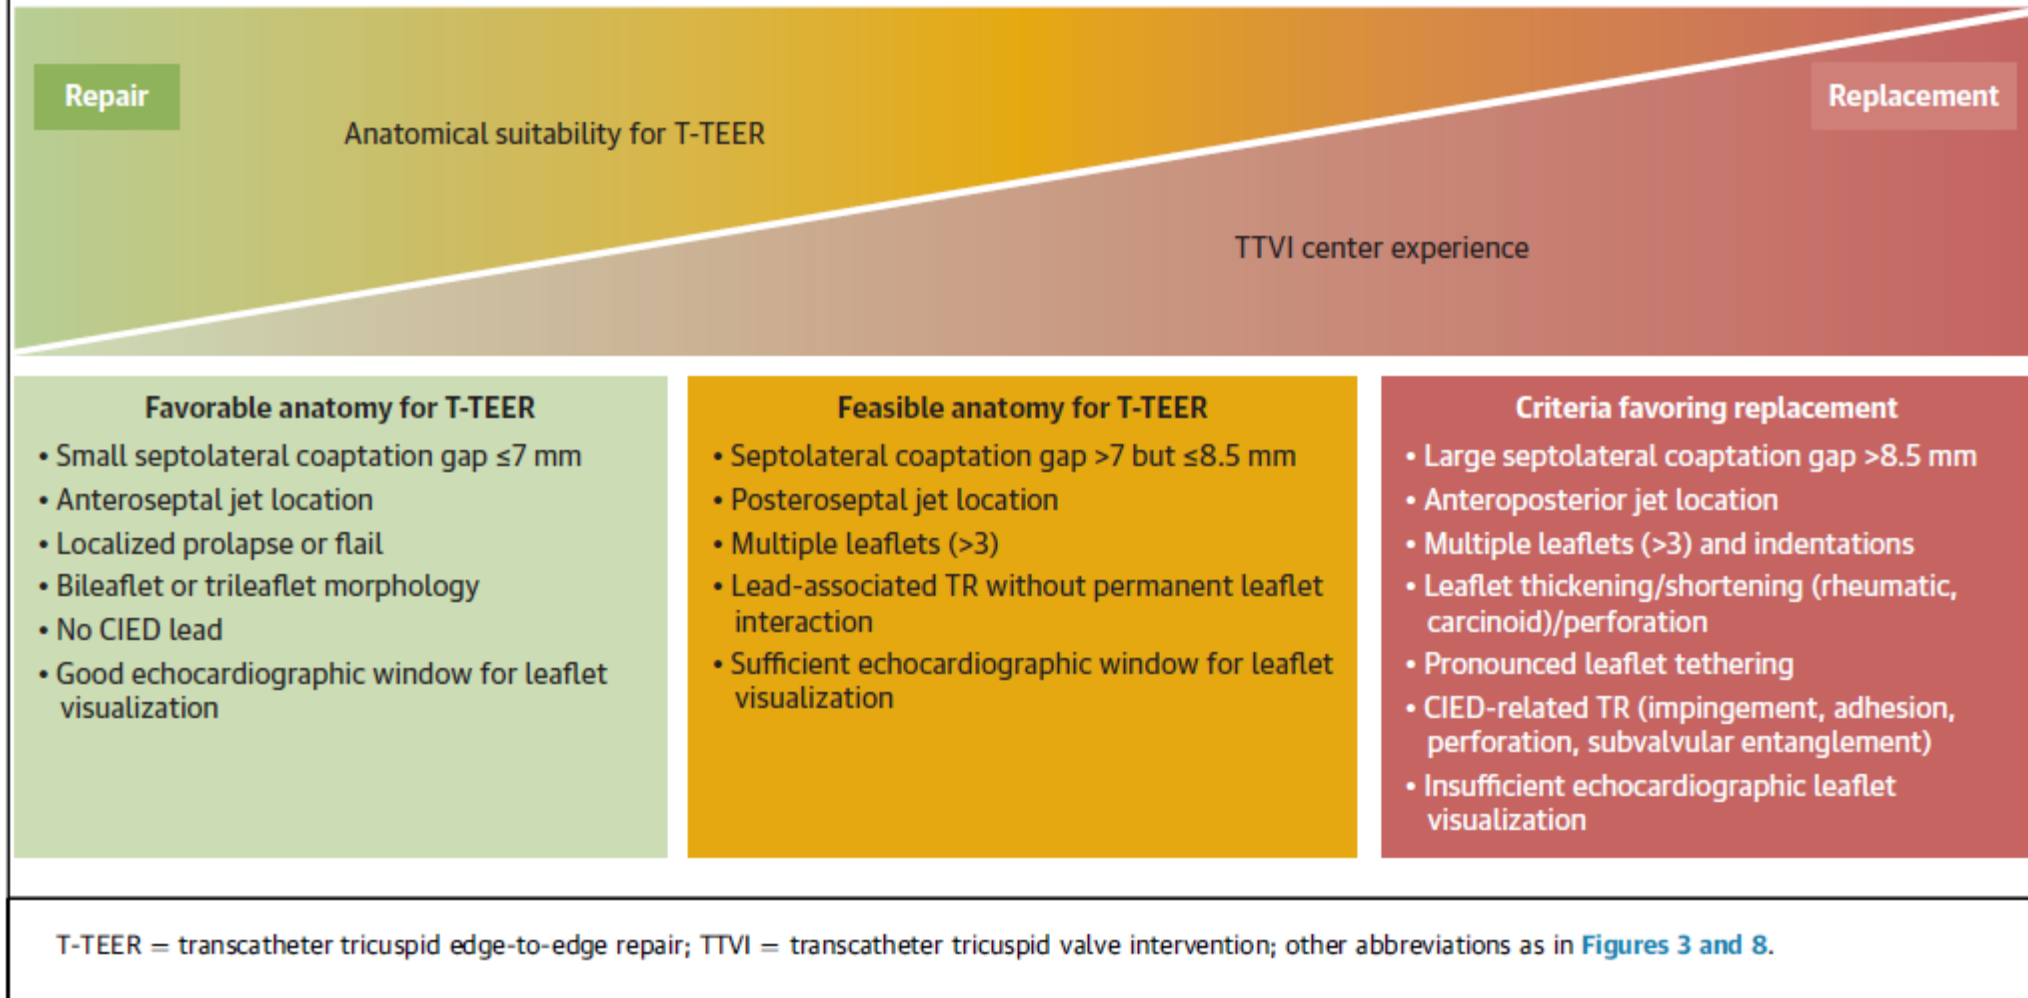 Repair
Replacement
Anatomical suitability for T-TEER
TTVI center experience
Favorable anatomy for T-TEER
• Small septolateral coaptation gap ≤7 mm
• Anteroseptal jet location
• Localized prolapse or flail
• Bileaflet or trileaflet morphology
• No CIED lead
• Good echocardiographic window for leaflet
visualization
Feasible anatomy for T-TEER
• Septolateral coaptation gap >7 but ≤8.5 mm
• Posteroseptal jet location
• Multiple leaflets (>3)
• Lead-associated TR without permanent leaflet
interaction
• Sufficient echocardiographic window for leaflet
visualization
Criteria favoring replacement
• Large septolateral coaptation gap >8.5 mm
• Anteroposterior jet location
• Multiple leaflets (>3) and indentations
• Leaflet thickening/shortening (rheumatic,
carcinoid)/perforation
• Pronounced leaflet tethering
• CIED-related TR (impingement, adhesion,
perforation, subvalvular entanglement)
• Insufficient echocardiographic leaflet
visualization
T-TEER = transcatheter tricuspid edge-to-edge repair; TTVI = transcatheter tricuspid valve intervention; other abbreviations as in Figures 3 and 8.